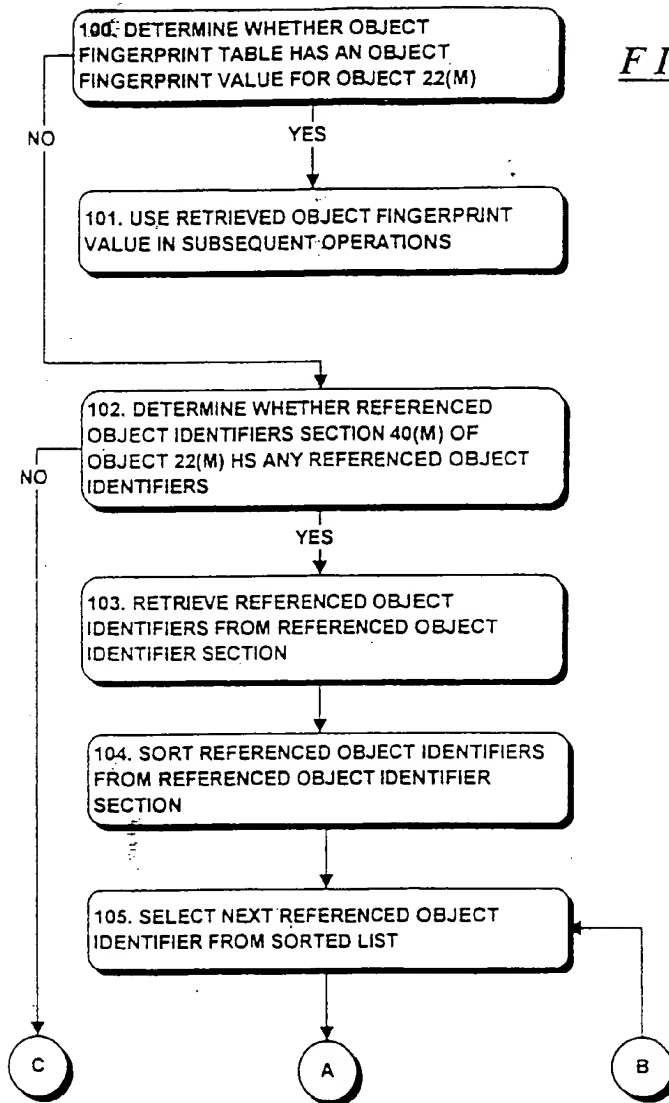 100. DETERMINE WHETHER OBJECT
FINGERPRINT TABLE HAS AN OBJECT
FINGERPRINT VALUE FOR OBJECT 22(M)
F I
NO
YES
101. USE RETRIEVED OBJECT FINGERPRINT
VALUE IN SUBSEQUENT OPERATIONS
102. DETERMINE WHETHER REFERENCED
OBJECT IDENTIFIERS SECTION 40(M) OF
OBJECT 22(M) HS ANY REFERENCED OBJECT
IDENTIFIERS
NO
YES
103. RETRIEVE REFERENCED OBJECT
IDENTIFIERS FROM REFERENCED OBJECT
IDENTIFIER SECTION
104. SORT REFERENCED OBJECT IDENTIFIERS
FROM REFERENCED OBJECT IDENTIFIER
SECTION
105. SELECT NEXT REFERENCED OBJECT
IDENTIFIER FROM SORTED LIST
C
A
B